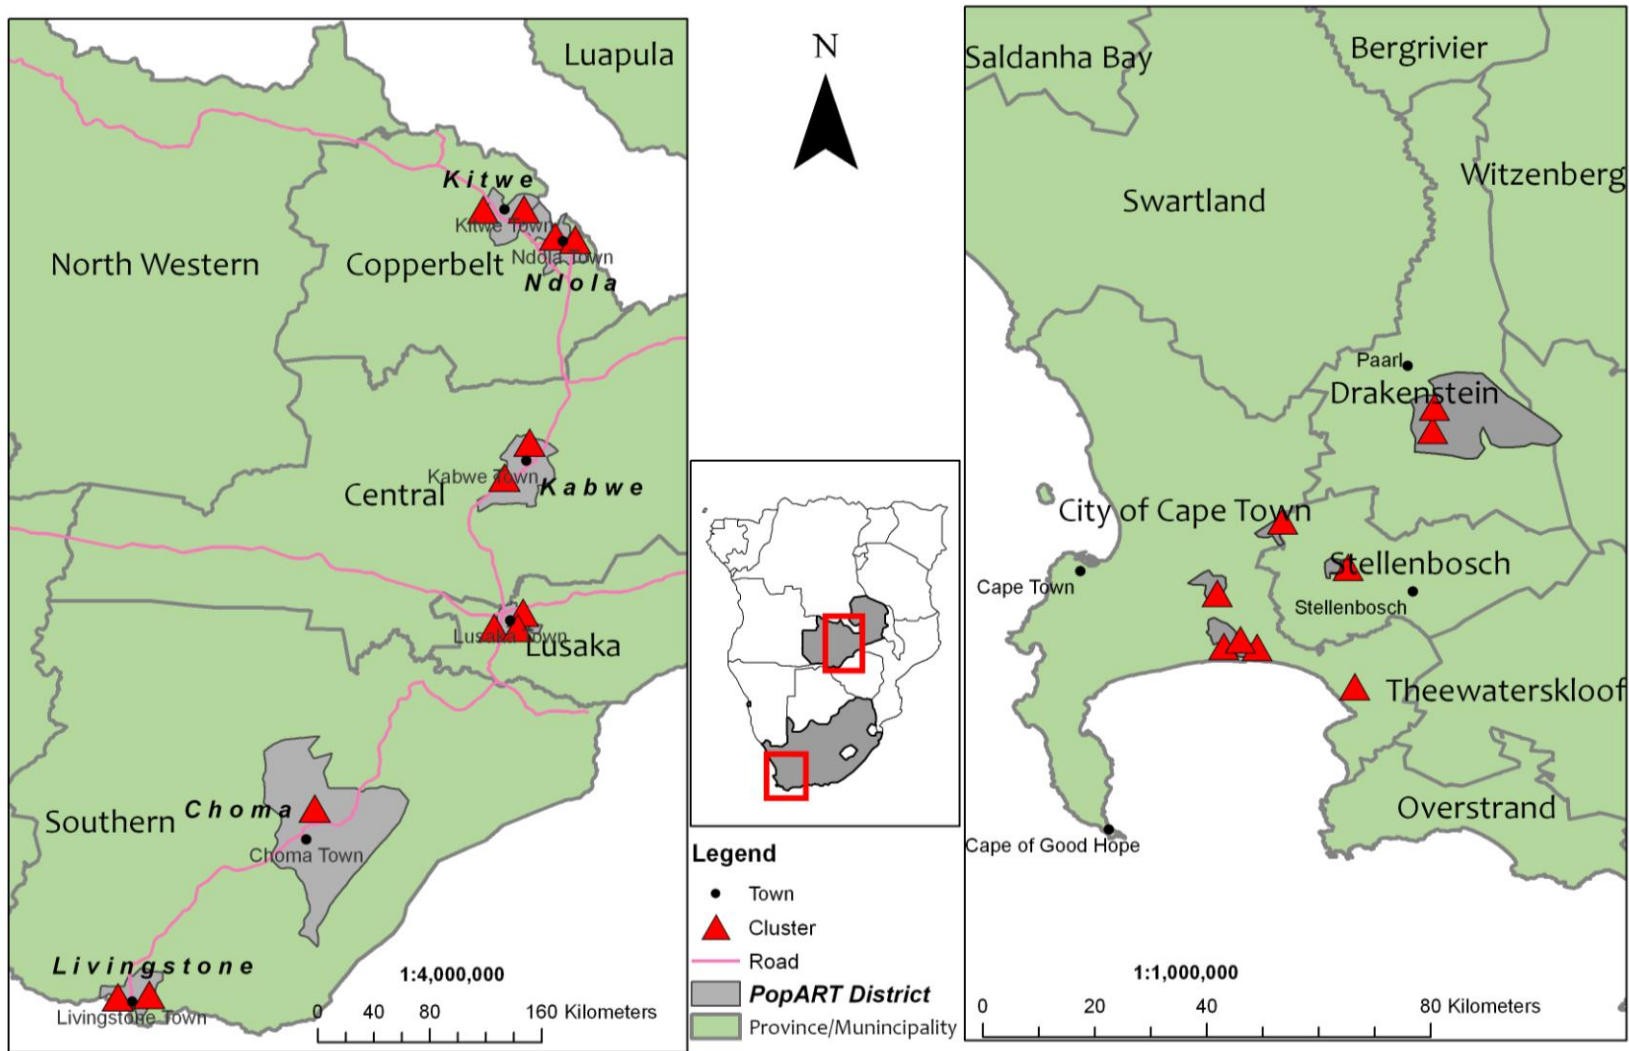 Luapula
Kitwe
Kitwe Town
North Western
Copperbelt
Ndola Town
Ndola
Kabwe Town
Central
Kabwe
Lusaka Town
Lusaka
Choma
Southern
Choma Town
Livingstone
Livingstone Town
1:4,000,000
0 40 80 160 Kilometers
N
Legend
Town
Cluster
Road
PopART District
Province/Munincipality
Saldanha Bay
Bergrivier
Witzenberg
Swartland
Paarl
Drakenstein
City of Cape Town
Cape Town
Stellenbosch
Stellenbosch
Theewaterskloof
Overstrand
Cape of Good Hope
1:1,000,000
0 20 40 80 Kilometers